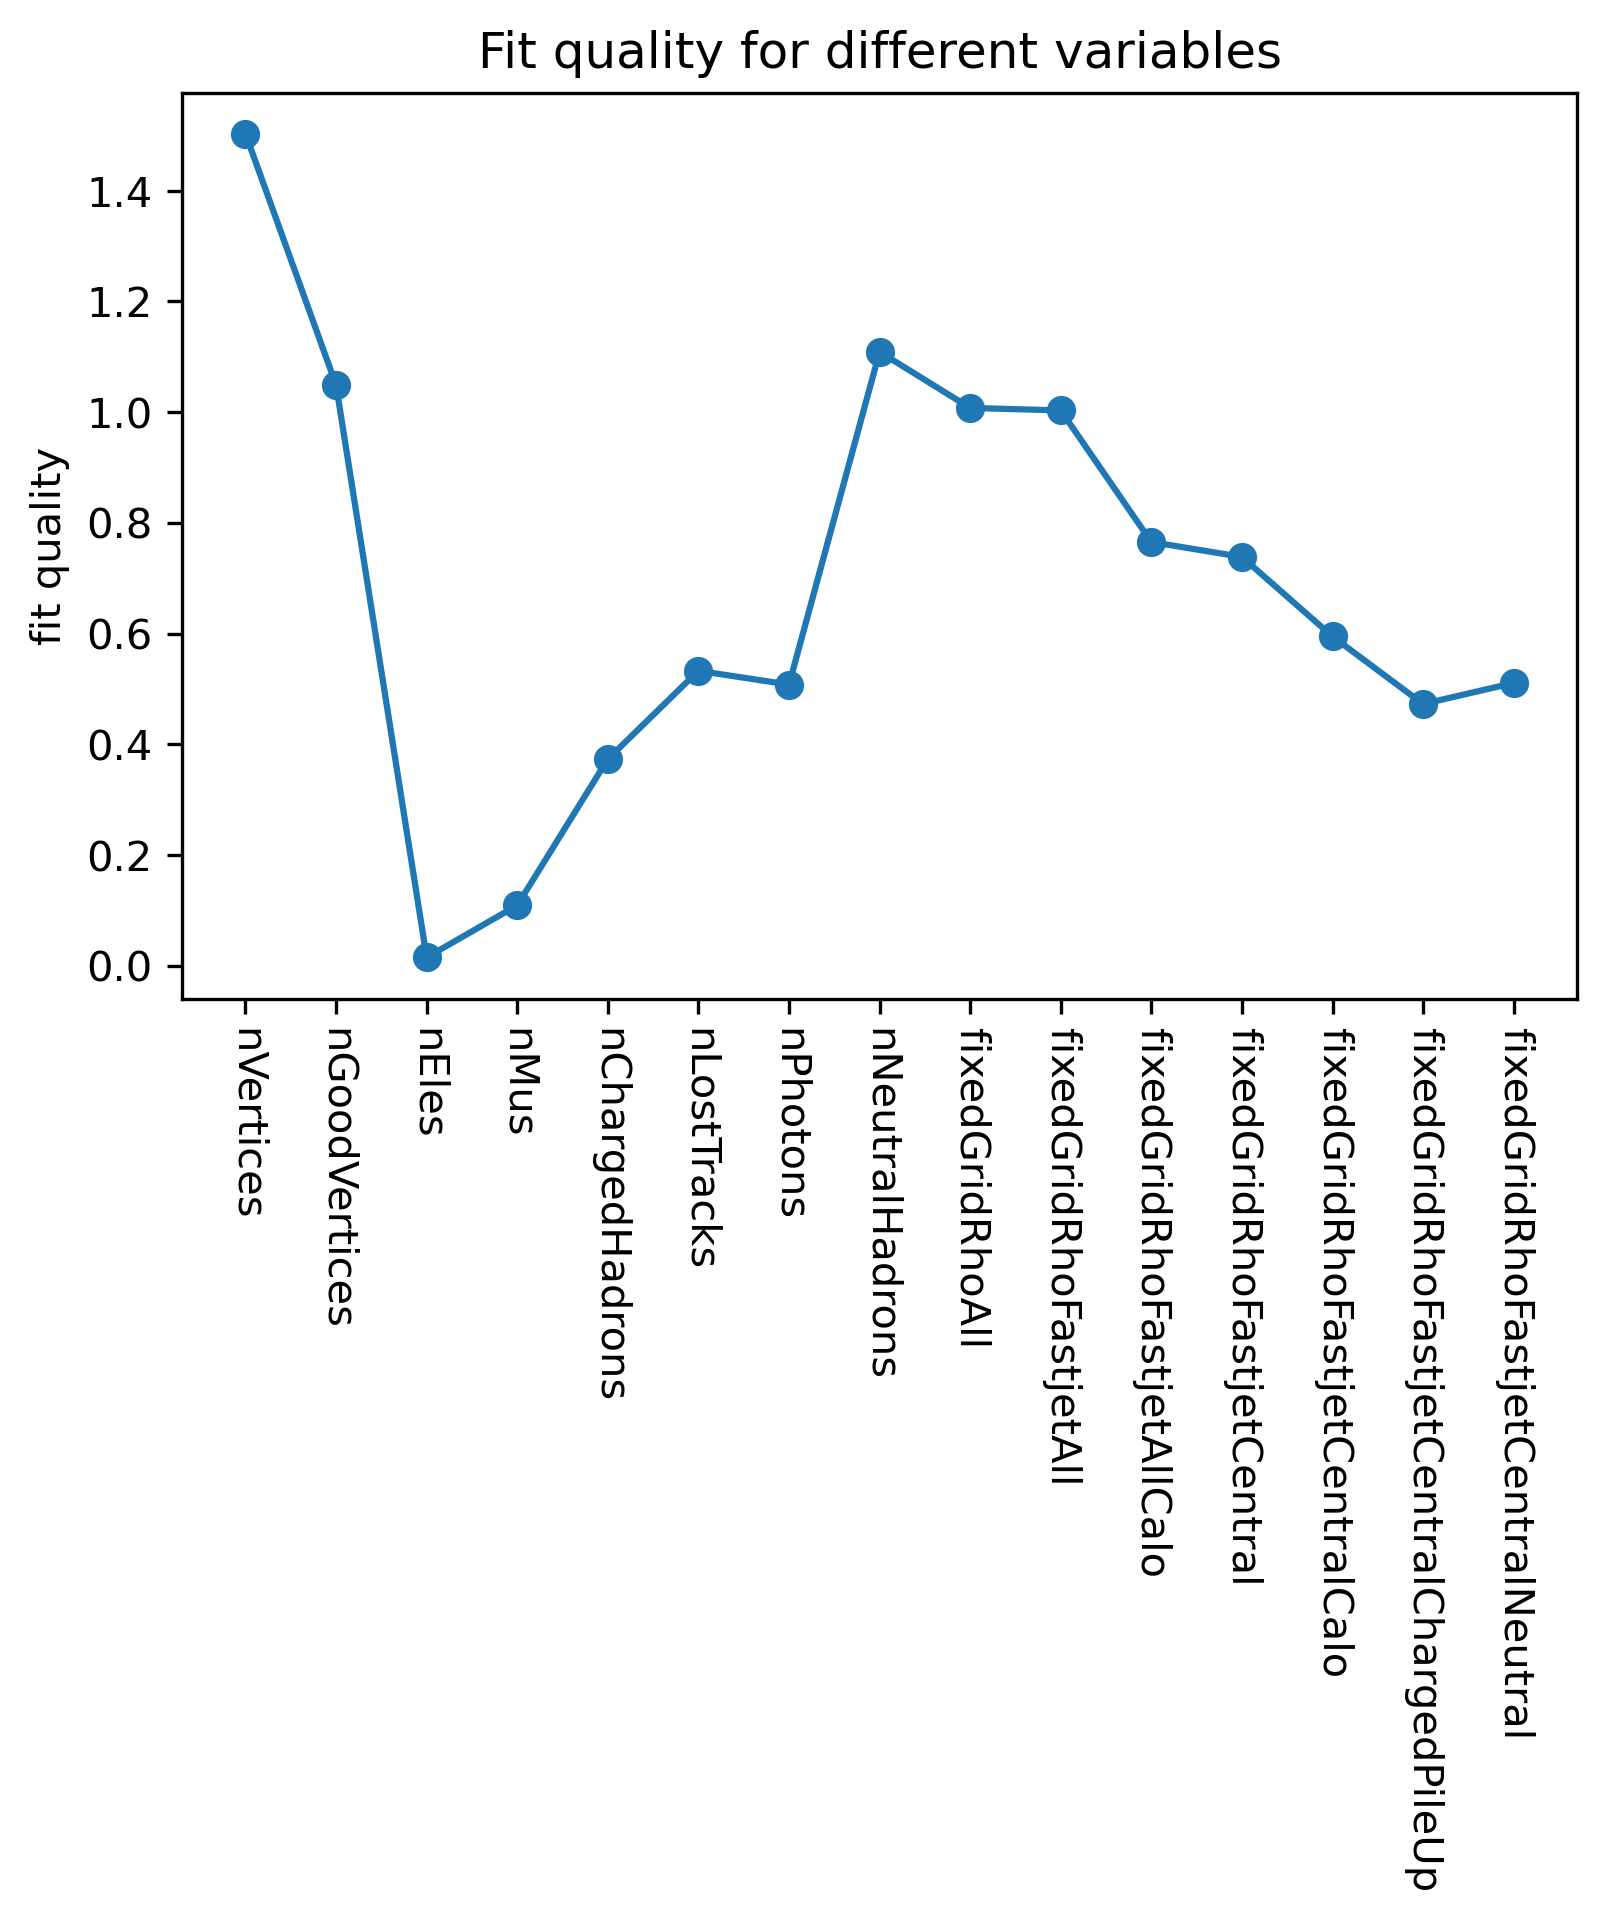 Fit quality for different variables
fit quality
1.4
1.2
1.0
0.8
0.6
0.4
0.2
0.0
nVertices
nGoodVertices
nEles
nMus
nChargedHadrons
nLostTracks
nPhotons
nNeutralHadrons
fixedGridRhoAll
fixedGridRhoFastjetAll
fixedGridRhoFastjetAllCalo
fixedGridRhoFastjetCentral
fixedGridRhoFastjetCentralCalo
fixedGridRhoFastjetCentralChargedPileUp
fixedGridRhoFastjetCentralNeutral